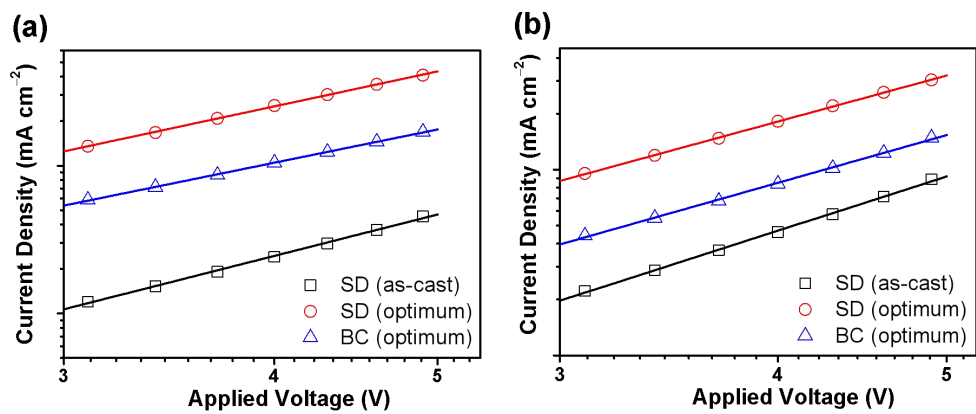 (a)
Current Density (mA cm⁻²)
SD (as-cast)
SD (optimum)
BC (optimum)
3
4
5
Applied Voltage (V)
(b)
Current Density (mA cm⁻²)
SD (as-cast)
SD (optimum)
BC (optimum)
3
4
5
Applied Voltage (V)